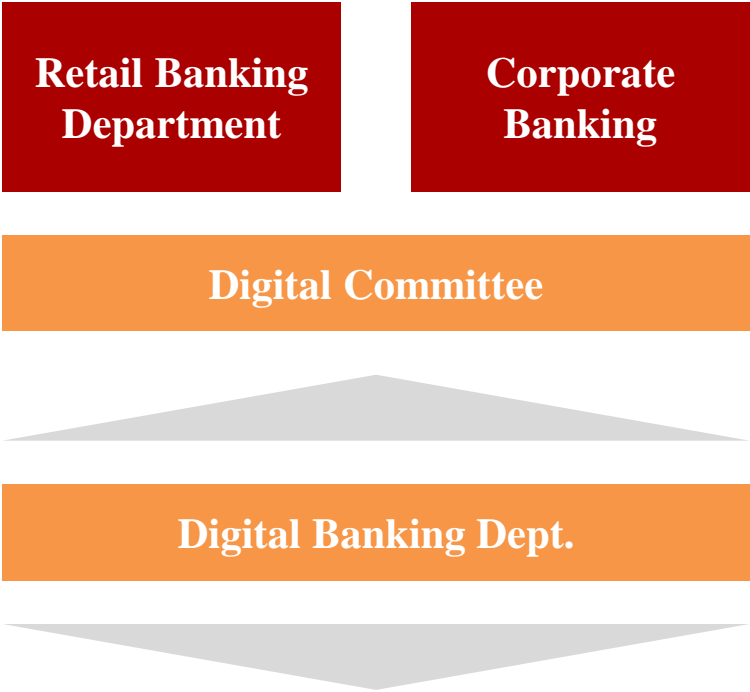 Retail Banking
Department
Corporate
Banking
Digital Committee
Digital Banking Dept.